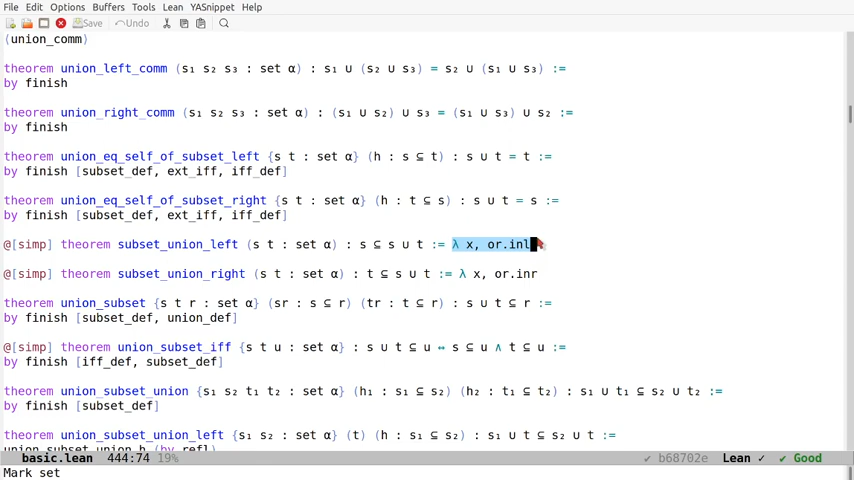 File Edit Options Buffers Tools Lean YASnippet Help
Save Undo
(union_comm)
theorem union_left_comm (s₁ s₂ s₃ : set α) : s₁ ∪ (s₂ ∪ s₃) = s₂ ∪ (s₁ ∪ s₃) :=
by finish
theorem union_right_comm (s₁ s₂ s₃ : set α) : (s₁ ∪ s₂) ∪ s₃ = (s₁ ∪ s₃) ∪ s₂ :=
by finish
theorem union_eq_self_of_subset_left {s t : set α} (h : s ⊆ t) : s ∪ t = t :=
by finish [subset_def, ext_iff, iff_def]
theorem union_eq_self_of_subset_right {s t : set α} (h : t ⊆ s) : s ∪ t = s :=
by finish [subset_def, ext_iff, iff_def]
@[simp] theorem subset_union_left (s t : set α) : s ⊆ s ∪ t := λ x, or.inl
@[simp] theorem subset_union_right (s t : set α) : t ⊆ s ∪ t := λ x, or.inr
theorem union_subset {s t r : set α} (sr : s ⊆ r) (tr : t ⊆ r) : s ∪ t ⊆ r :=
by finish [subset_def, union_def]
@[simp] theorem union_subset_iff {s t u : set α} : s ∪ t ⊆ u ↔ s ⊆ u ∧ t ⊆ u :=
by finish [iff_def, subset_def]
theorem union_subset_union {s₁ s₂ t₁ t₂ : set α} (h₁ : s₁ ⊆ s₂) (h₂ : t₁ ⊆ t₂) : s₁ ∪ t₁ ⊆ s₂ ∪ t₂ :=
by finish [subset_def]
theorem union_subset_union_left {s₁ s₂ : set α} (t) (h : s₁ ⊆ s₂) : s₁ ∪ t ⊆ s₂ ∪ t :=
union_subset_union h (by refl)
basic.lean 444:74 19% ✓ b68702e Lean ✓ ✓ Good
Mark set